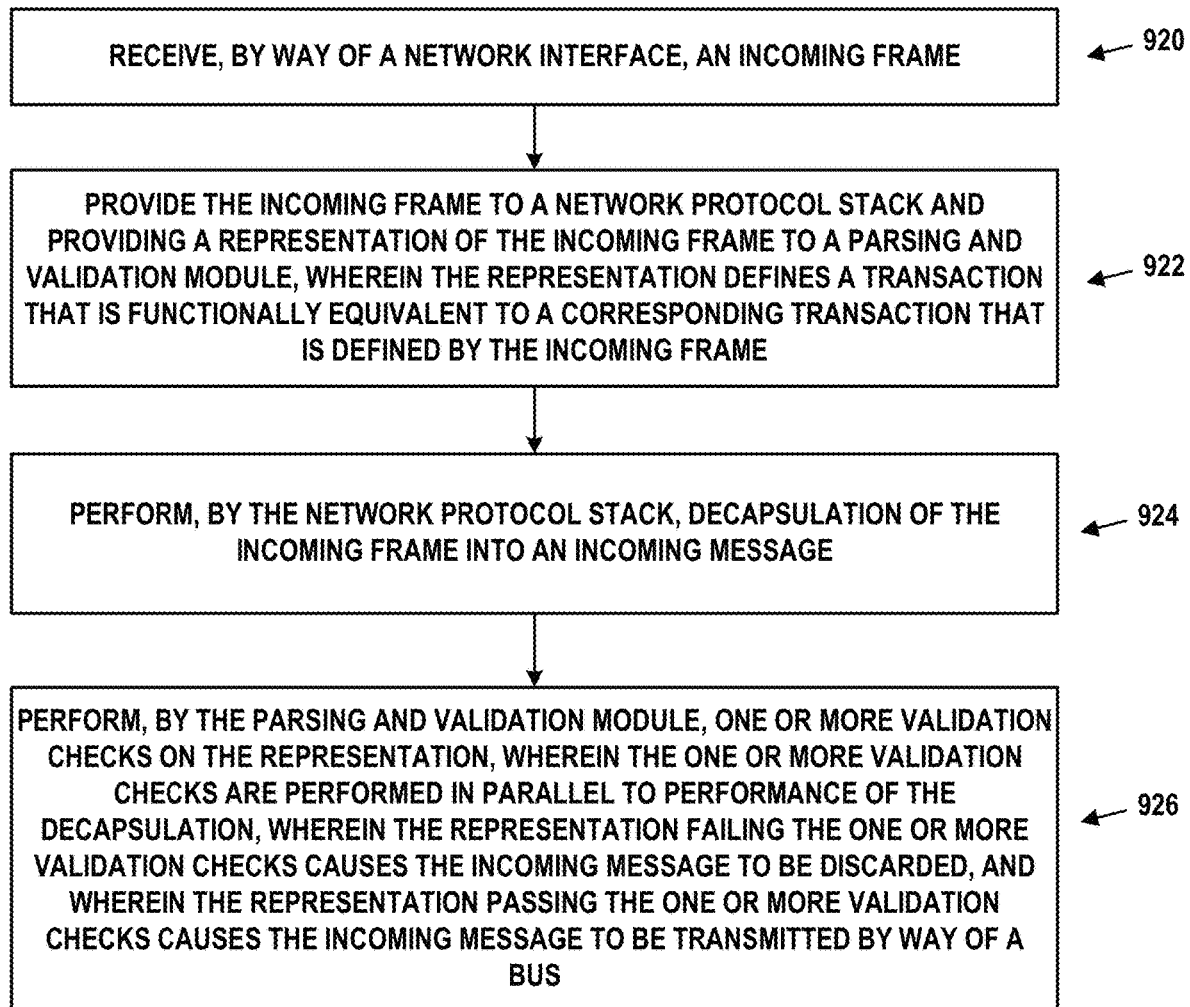 RECEIVE, BY WAY OF A NETWORK INTERFACE, AN INCOMING FRAME
920
PROVIDE THE INCOMING FRAME TO A NETWORK PROTOCOL STACK AND
PROVIDING A REPRESENTATION OF THE INCOMING FRAME TO A PARSING AND
VALIDATION MODULE, WHEREIN THE REPRESENTATION DEFINES A TRANSACTION
THAT IS FUNCTIONALLY EQUIVALENT TO A CORRESPONDING TRANSACTION THAT
IS DEFINED BY THE INCOMING FRAME
922
PERFORM, BY THE NETWORK PROTOCOL STACK, DECAPSULATION OF THE
INCOMING FRAME INTO AN INCOMING MESSAGE
924
PERFORM, BY THE PARSING AND VALIDATION MODULE, ONE OR MORE VALIDATION
CHECKS ON THE REPRESENTATION, WHEREIN THE ONE OR MORE VALIDATION
CHECKS ARE PERFORMED IN PARALLEL TO PERFORMANCE OF THE
DECAPSULATION, WHEREIN THE REPRESENTATION FAILING THE ONE OR MORE
VALIDATION CHECKS CAUSES THE INCOMING MESSAGE TO BE DISCARDED, AND
WHEREIN THE REPRESENTATION PASSING THE ONE OR MORE VALIDATION
CHECKS CAUSES THE INCOMING MESSAGE TO BE TRANSMITTED BY WAY OF A
BUS
926